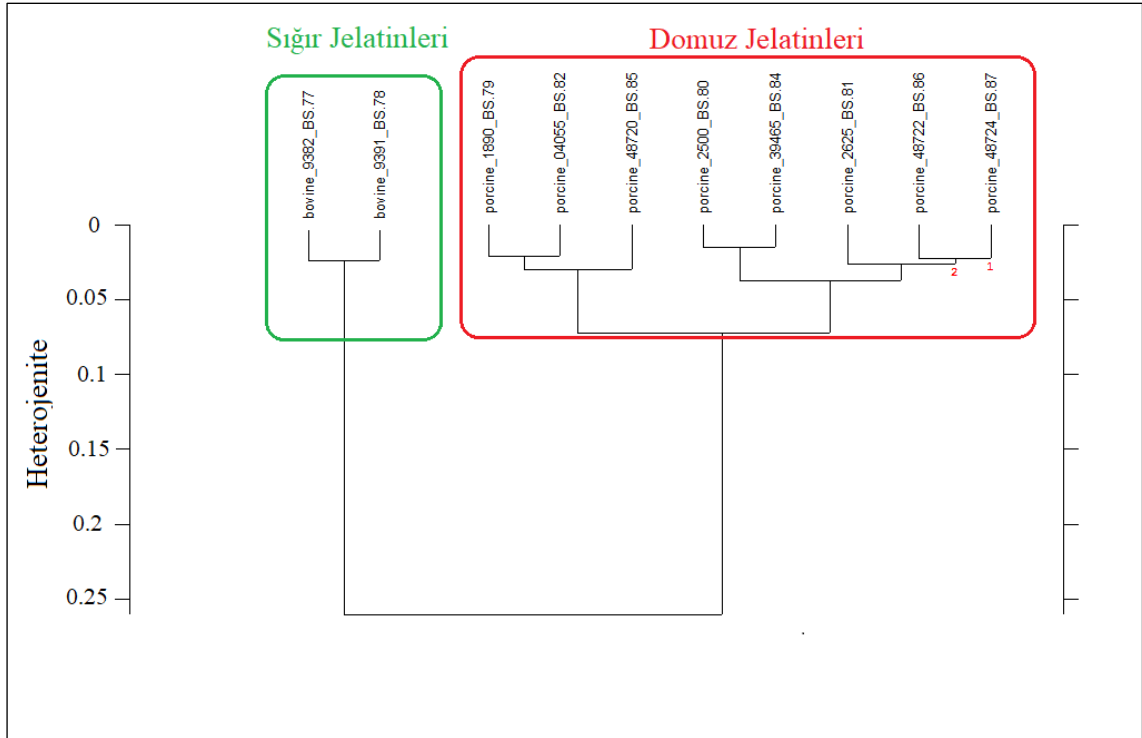 Sığır Jelatinleri
Domuz Jelatinleri
bovine_9382_BS.77
bovine_9391_BS.78
porcine_1890_BS.79
porcine_04055_BS.82
porcine_48720_BS.85
porcine_2500_BS.80
porcine_39465_BS.84
porcine_2625_BS.81
porcine_48722_BS.86
porcine_48724_BS.87
Heterojenite
0
0.05
0.1
0.15
0.2
0.25
2
1